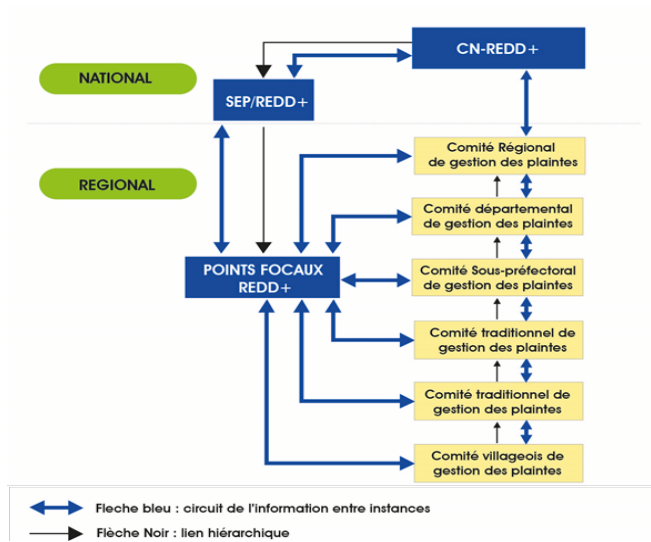 CN-REDD+
NATIONAL
SEP/REDD+
Comité Régional
de gestion des plaintes
REGIONAL
Comité départemental
de gestion des plaintes
POINTS FOCAUX
REDD+
Comité Sous-préfectoral
de gestion des plaintes
Comité traditionnel de
gestion des plaintes
Comité traditionnel de
gestion des plaintes
Comité villageois de
gestion des plaintes
Fleche bleu : circuit de l'information entre instances
Flèche Noir : lien hiérarchique